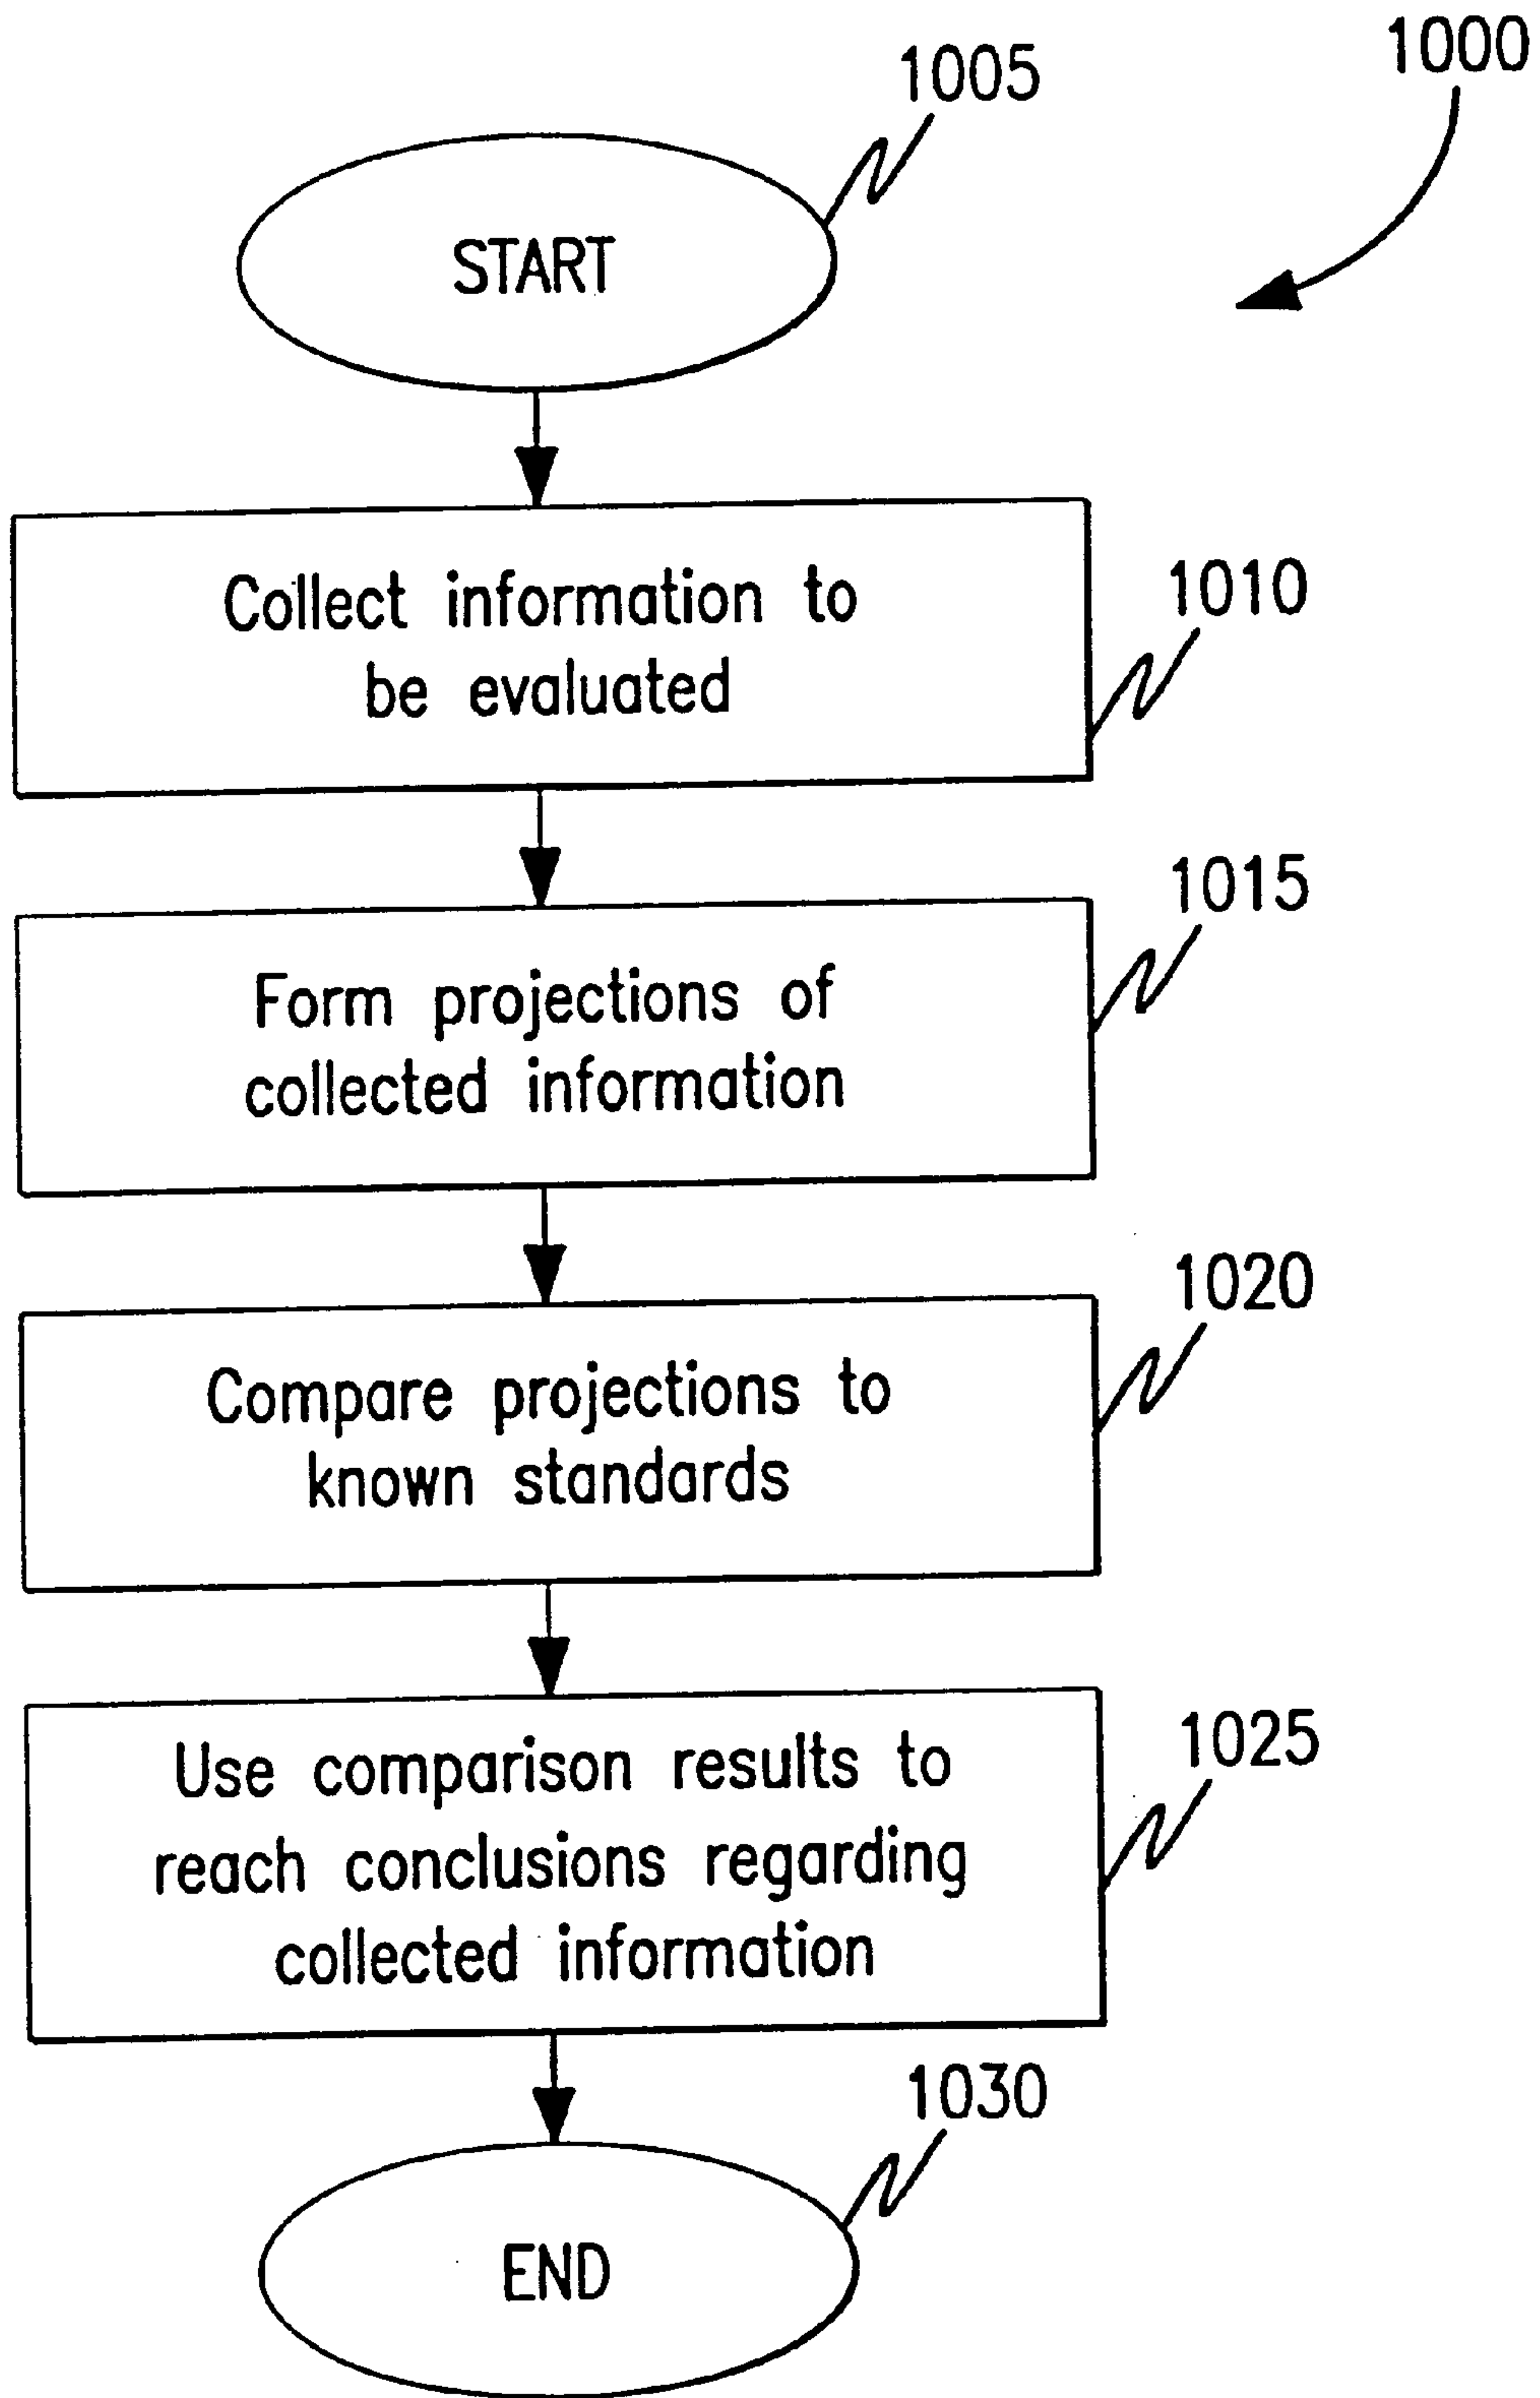 1000
1005
START
Collect information to
be evaluated
1010
Form projections of
collected information
1015
Compare projections to
known standards
1020
Use comparison results to
reach conclusions regarding
collected information
1025
1030
END